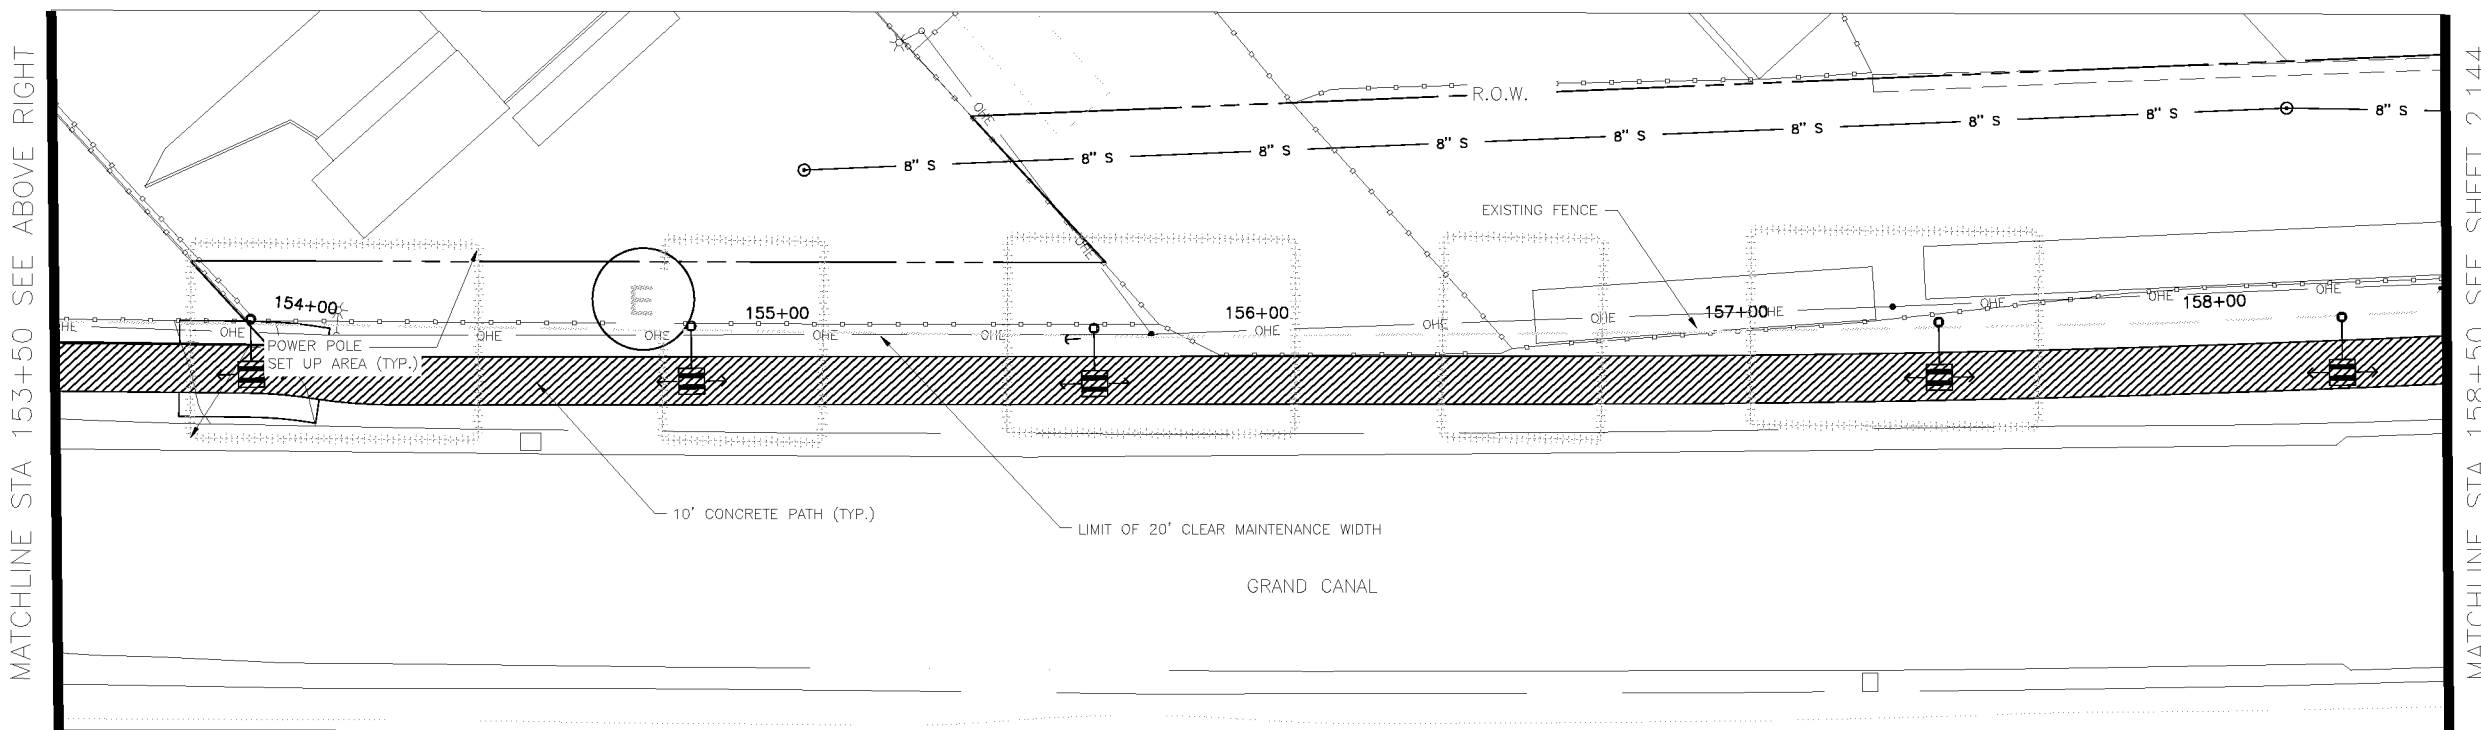 MATCHLINE STA 153+50 SEE ABOVE RIGHT
MATCHLINE STA 158+50 SEE SHEET 2.144
OHE
R.O.W.
8" S
8" S
8" S
8" S
8" S
8" S
8" S
8" S
8" S
EXISTING FENCE
OHE
E
154+00
155+00
156+00
157+00
158+00
HE
OHE
OHE
OHE
OHE
OHE
OHE
OHE
OHE
OHE
OHE
OHE
OHE
POWER POLE
SET UP AREA (TYP.)
10' CONCRETE PATH (TYP.)
LIMIT OF 20' CLEAR MAINTENANCE WIDTH
GRAND CANAL